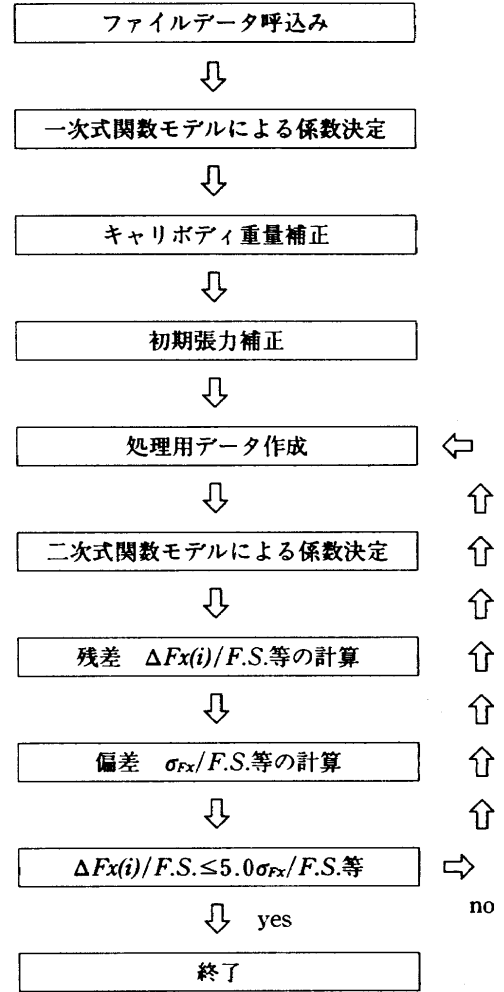 ファイルデータ呼込み
一次式関数モデルによる係数決定
キャリボディ重量補正
初期張力補正
処理用データ作成
二次式関数モデルによる係数決定
残差 ΔFx(i)/F.S.等の計算
偏差 σFx/F.S.等の計算
ΔFx(i)/F.S.≤5.0σFx/F.S.等
no
yes
終了